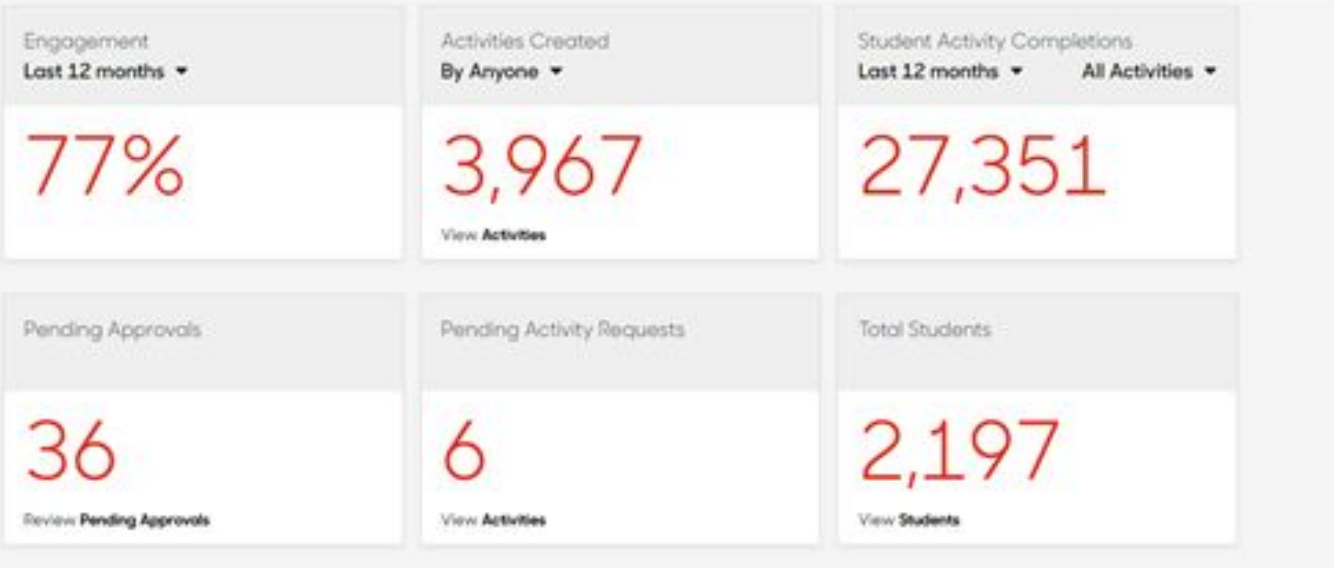 Engagement
Last 12 months
77%
Activities Created
By Anyone
3,967
View Activities
Student Activity Completions
Last 12 months All Activities
27,351
Pending Approvals
36
Review Pending Approvals
Pending Activity Requests
6
View Activities
Total Students
2,197
View Students